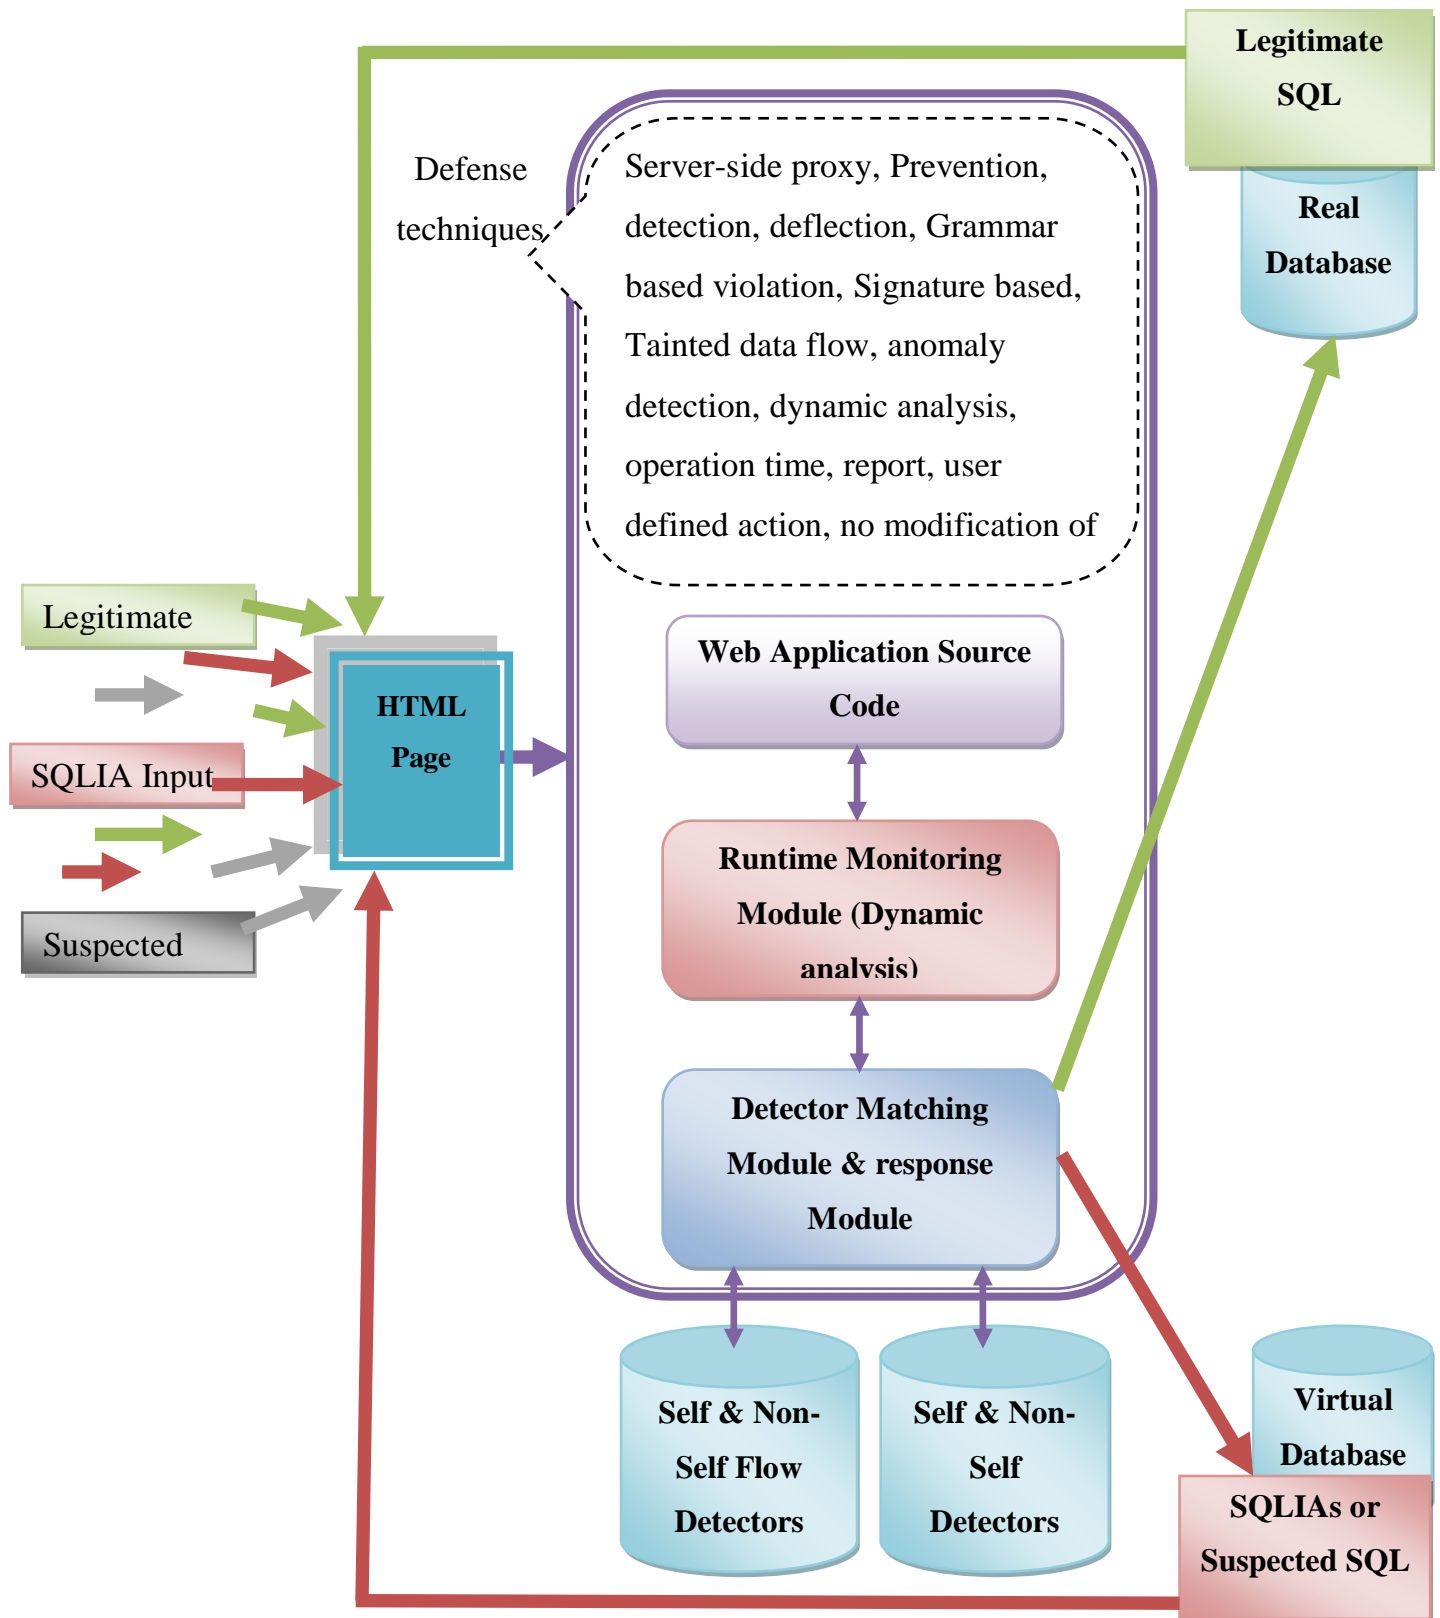 Legitimate
SQL
Real
Database
Defense
techniques
Server-side proxy, Prevention,
detection, deflection, Grammar
based violation, Signature based,
Tainted data flow, anomaly
detection, dynamic analysis,
operation time, report, user
defined action, no modification of
Legitimate
SQLIA Input
Suspected
HTML
Page
Web Application Source
Code
Runtime Monitoring
Module (Dynamic
analysis)
Detector Matching
Module & response
Module
Self & Non-
Self Flow
Detectors
Self & Non-
Self
Detectors
Virtual
Database
SQLIAs or
Suspected SQL